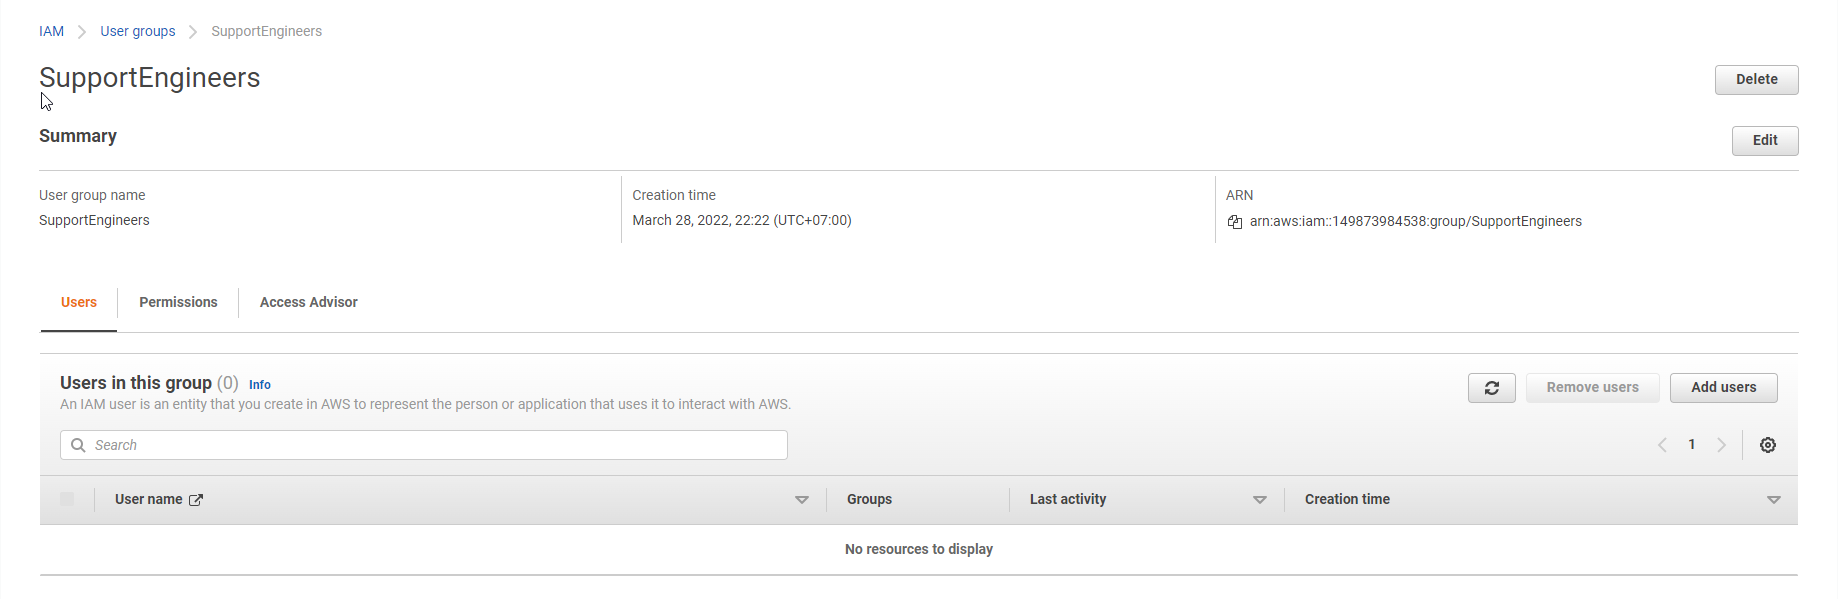 IAM User groups SupportEngineers
SupportEngineers
Delete
Summary
Edit
User group name
SupportEngineers
Creation time
March 28, 2022, 22:22 (UTC+07:00)
ARN
arn:aws:iam::149873984538:group/SupportEngineers
Users Permissions Access Advisor
Users in this group (0) Info
An IAM user is an entity that you create in AWS to represent the person or application that uses it to interact with AWS.
Remove users Add users
Search
1
User name Groups Last activity Creation time
No resources to display